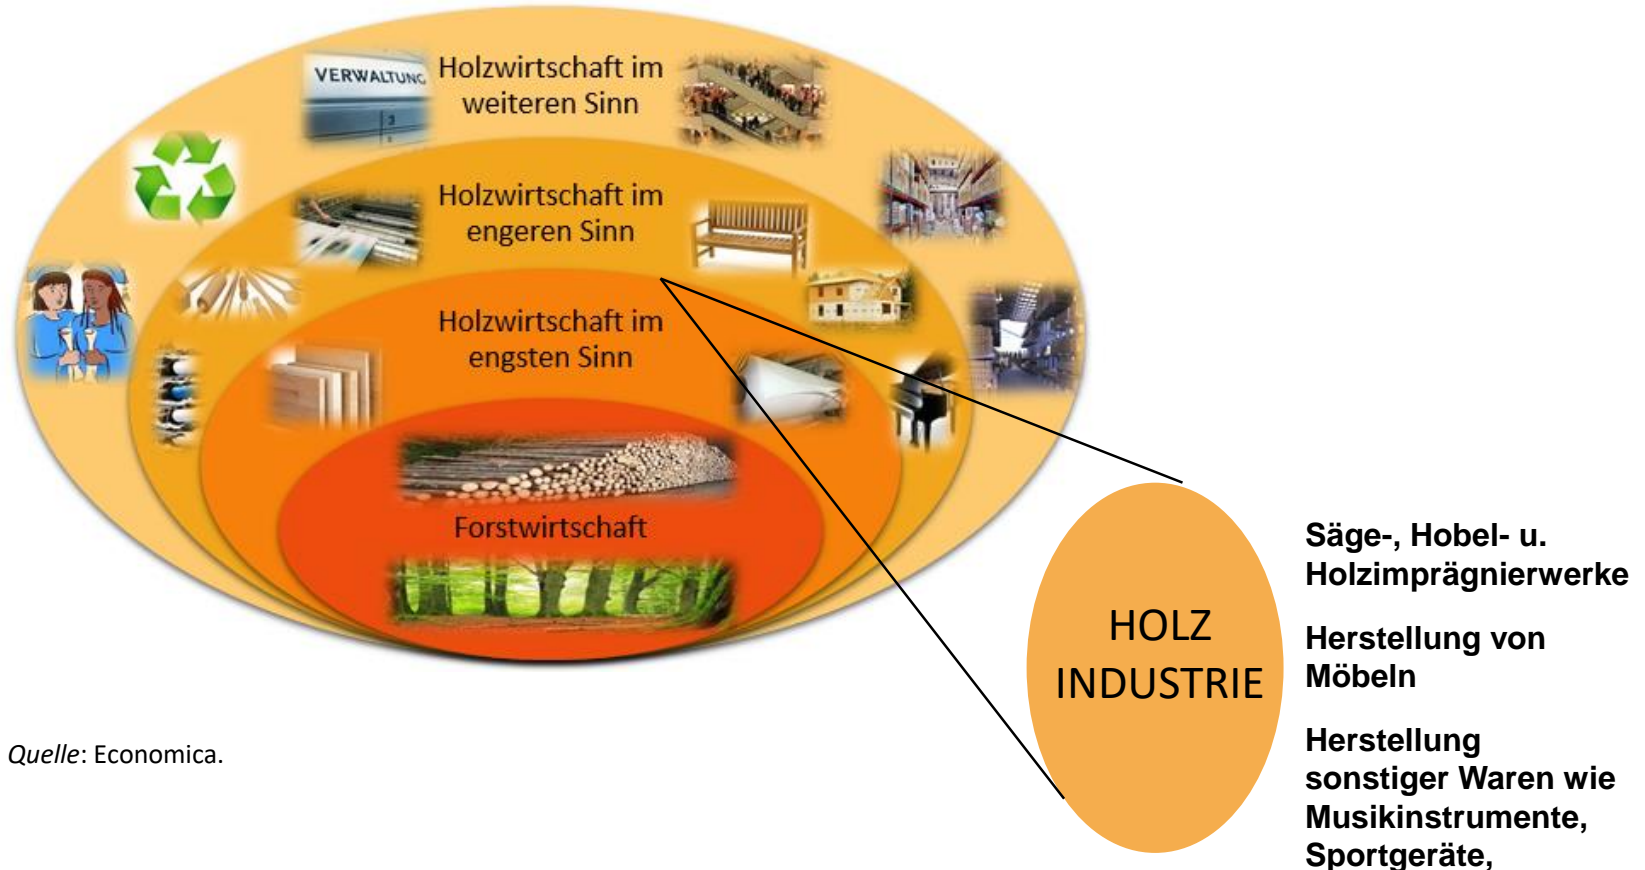 VERWALTUNG
3
Holzwirtschaft im
weiteren Sinn
Holzwirtschaft im
engeren Sinn
Holzwirtschaft im
engsten Sinn
Forstwirtschaft
HOLZ
INDUSTRIE
Säge-, Hobel- u.
Holzimprägnierwerke
Herstellung von
Möbeln
Herstellung
sonstiger Waren wie
Musikinstrumente,
Sportgeräte,
Quelle: Economica.